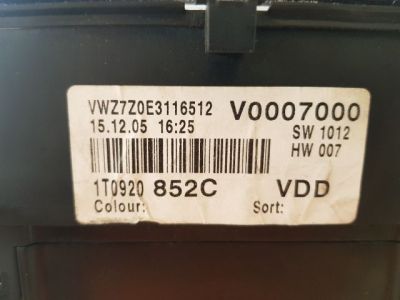 VWZ7Z0E3116512 V0007000
15.12.05 16:25 SW 1012
HW 007
1T0920 852C VDD
Colour: Sort: